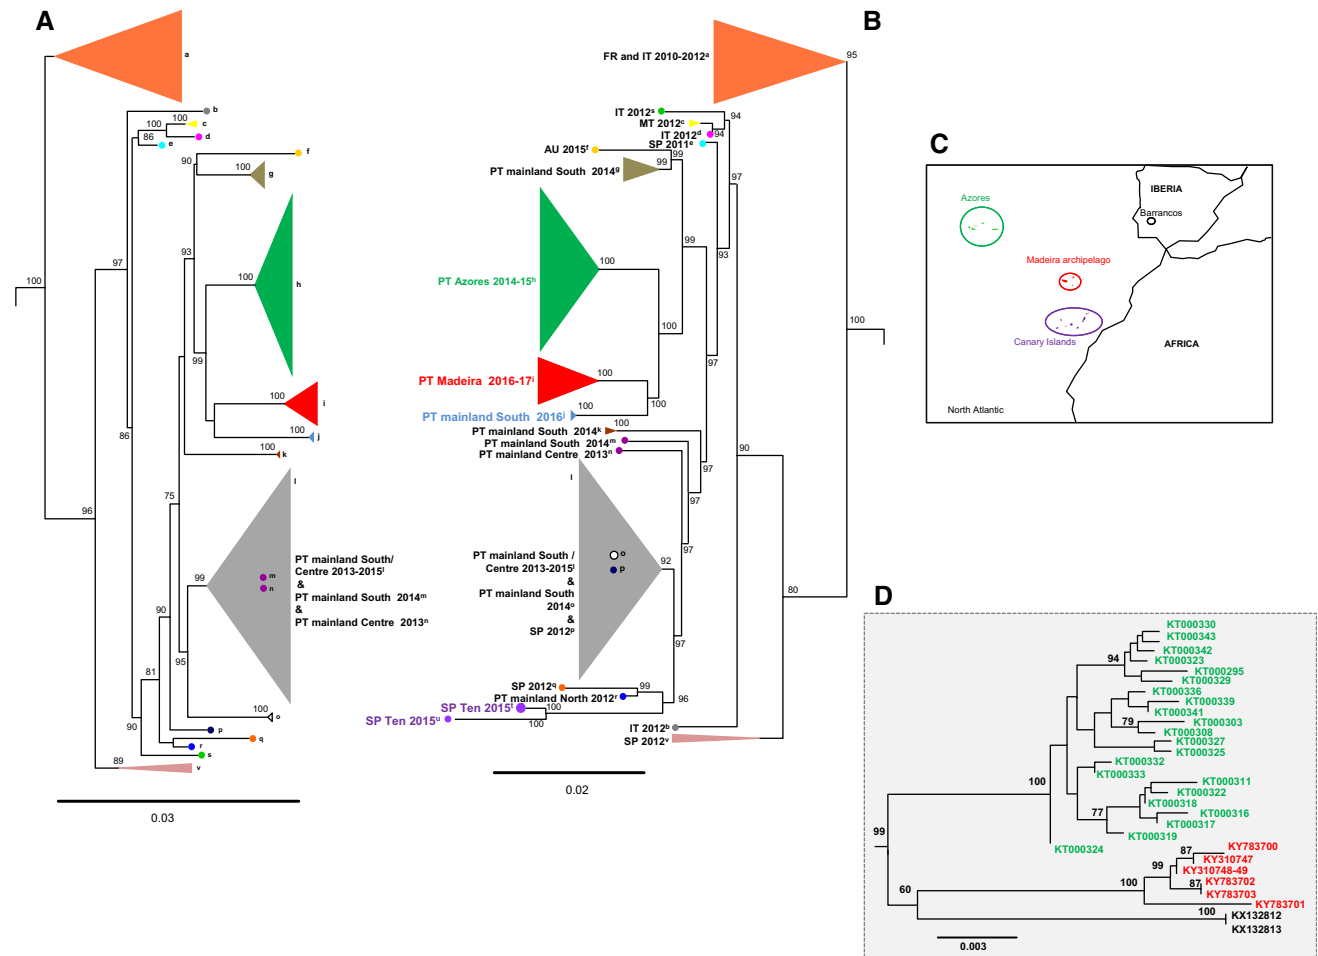 A
a
b
100
c
100
d
86
e
f
90
100
g
93
100
h
97
100
99
100
i
100
j
86
100
k
l
75
96
99
m
n
PT mainland South/
Centre 2013-2015l
&
PT mainland South 2014m
&
PT mainland Centre 2013n
90
95
81
100
o
90
p
q
r
s
89
v
0.03
B
FR and IT 2010-2012a
95
IT 2012s
94
MT 2012c
IT 2012d
94
SP 2011e
AU 2015f
99
PT mainland South 2014g
99
97
99
93
PT Azores 2014-15h
100
100
100
97
PT Madeira 2016-17i
100
100
PT mainland South 2016j
100
PT mainland South 2014k
100
PT mainland South 2014m
PT mainland Centre 2013n
90
97
l
97
PT mainland South /
Centre 2013-2015l
&
PT mainland South
2014o
&
SP 2012p
o
p
92
80
97
SP 2012q
99
PT mainland North 2012r
96
SP Ten 2015t
100
SP Ten 2015u
100
IT 2012b
SP 2012v
0.02
C
IBERIA
Barrancos
Azores
Madeira archipelago
Canary Islands
AFRICA
North Atlantic
D
KT000330
KT000343
KT000342
94
KT000323
KT000295
KT000329
KT000336
KT000339
KT000341
79
KT000303
KT000308
KT000327
KT000325
KT000332
KT000333
100
KT000311
KT000322
KT000318
77
KT000316
KT000317
KT000319
99
KT000324
87
KY783700
KY310747
99
KY310748-49
100
87
KY783702
KY783703
60
KY783701
100
KX132812
KX132813
0.003